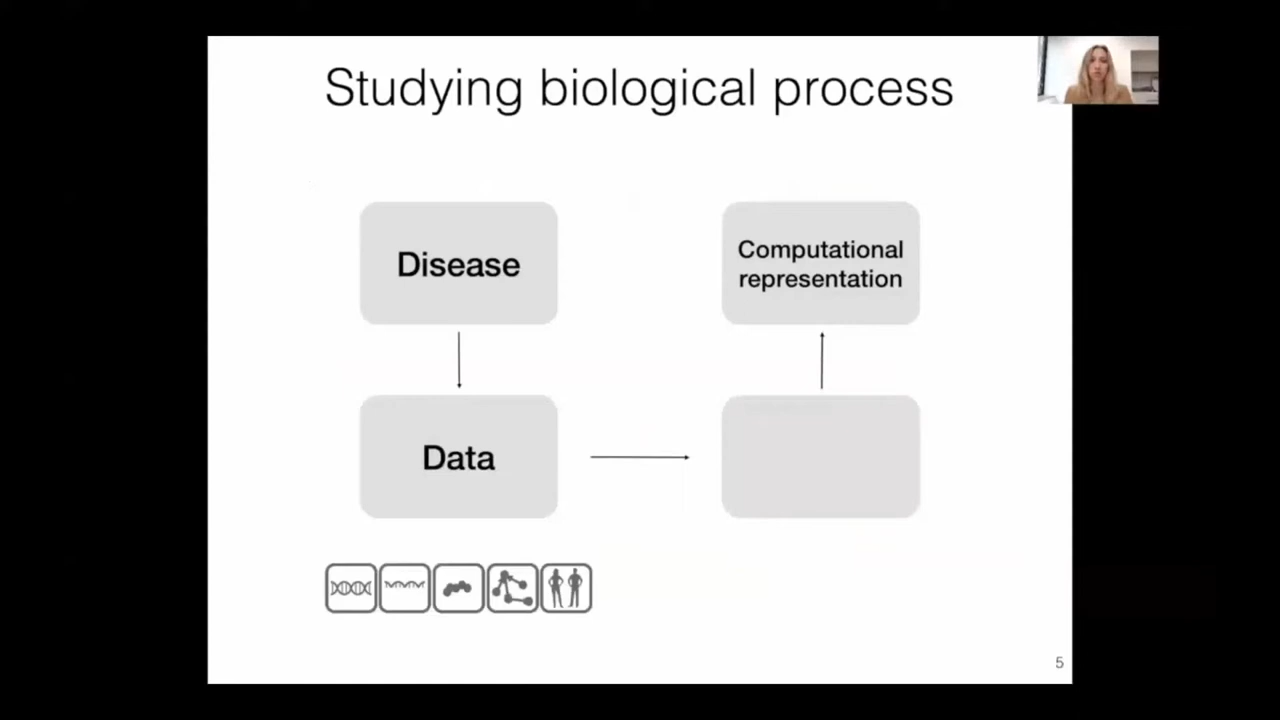 Studying biological process
Disease
Computational
representation
Data
5